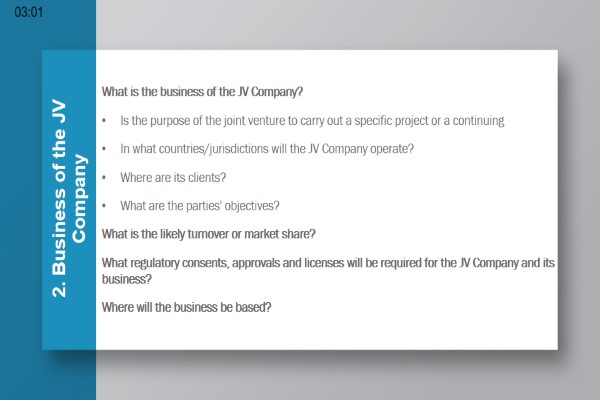 03:01
2. Business of the JV
Company
What is the business of the JV Company?
• Is the purpose of the joint venture to carry out a specific project or a continuing
• In what countries/jurisdictions will the JV Company operate?
• Where are its clients?
• What are the parties' objectives?
What is the likely turnover or market share?
What regulatory consents, approvals and licenses will be required for the JV Company and its
business?
Where will the business be based?